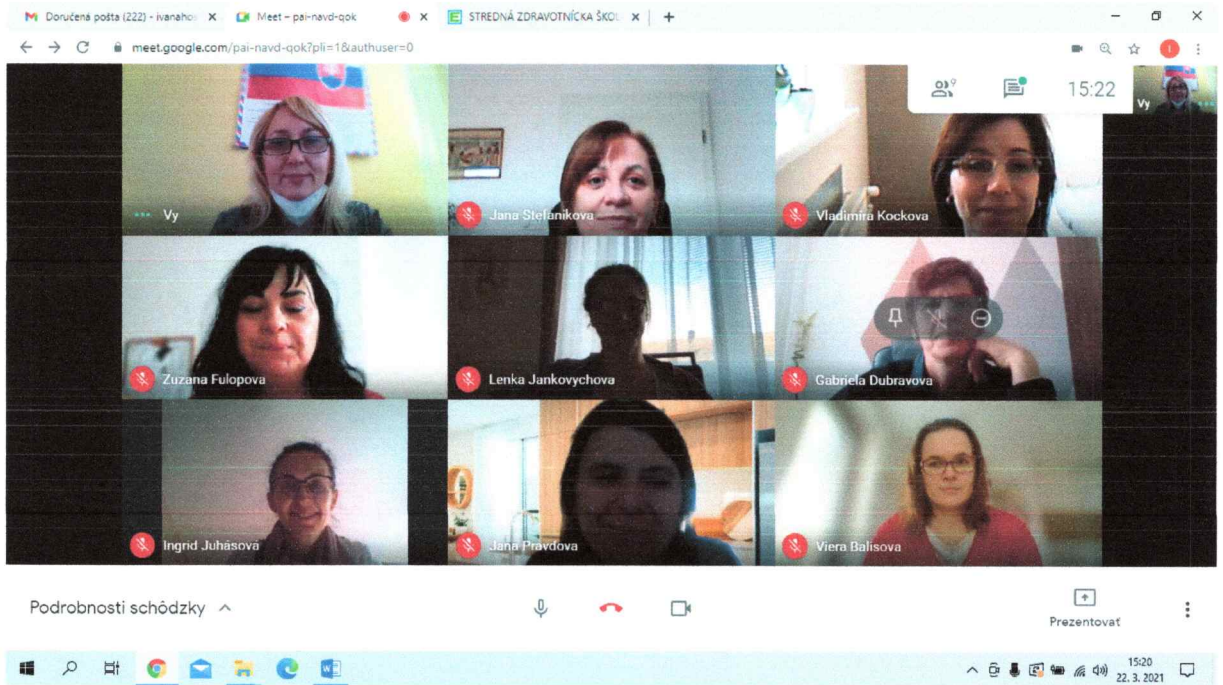 Doručená pošta (222) - ivanaho
Meet – pai-navd-qok
STREDNÁ ZDRAVOTNÍCKA ŠKOL
meet.google.com/pai-navd-qok?pli=1&authuser=0
9
15:22
Vy
Vy
Jana Stefanikova
Vladimíra Kockova
Zuzana Fulopova
Lenka Jankovychova
Gabriela Dubravova
Ingrid Juhásová
Jana Pravdova
Viera Balisova
Podrobnosti schôdzky
Prezentovať
15:20
22. 3. 2021